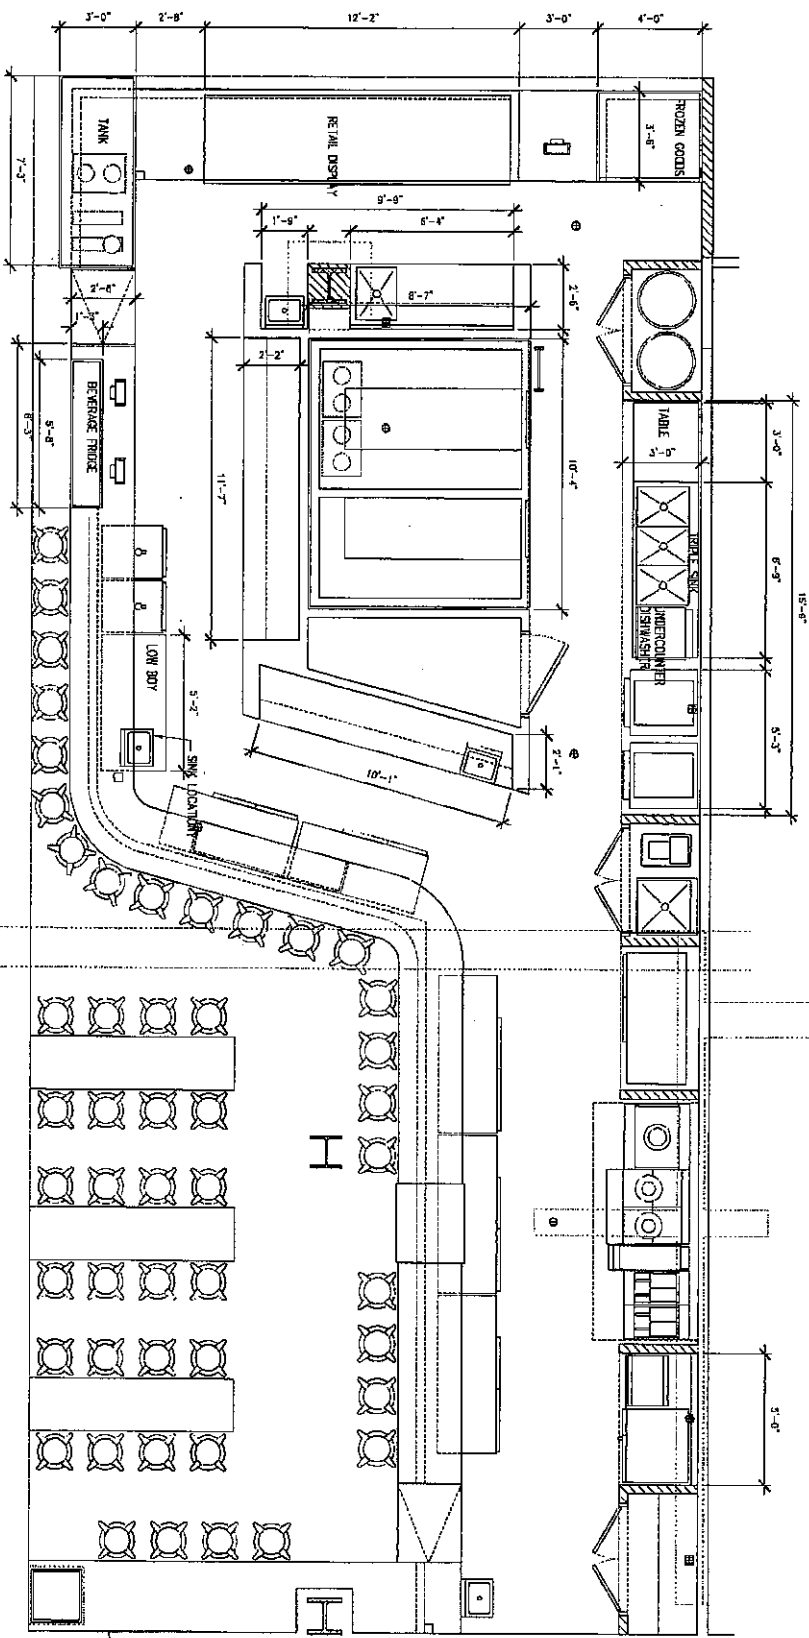 3'-0"
2'-8"
12'-2"
3'-0"
4'-0"
7'-3"
TANK
RETAIL DISPLAY
FROZEN GOODS
3'-6"
9'-9"
1'-9"
6'-4"
2'-6"
8'-7"
2'-6"
2'-2"
BEVERAGE FRIDGE
5'-8"
6'-3"
11'-7"
10'-4"
TABLE
3'-0"
3'-0"
TRIPLE SINK
6'-9"
15'-6"
UNDERCOUNTER
DISHWASHER
LOW BOY
5'-2"
SINK LOCATION
10'-1"
2'-1"
5'-3"
5'-0"